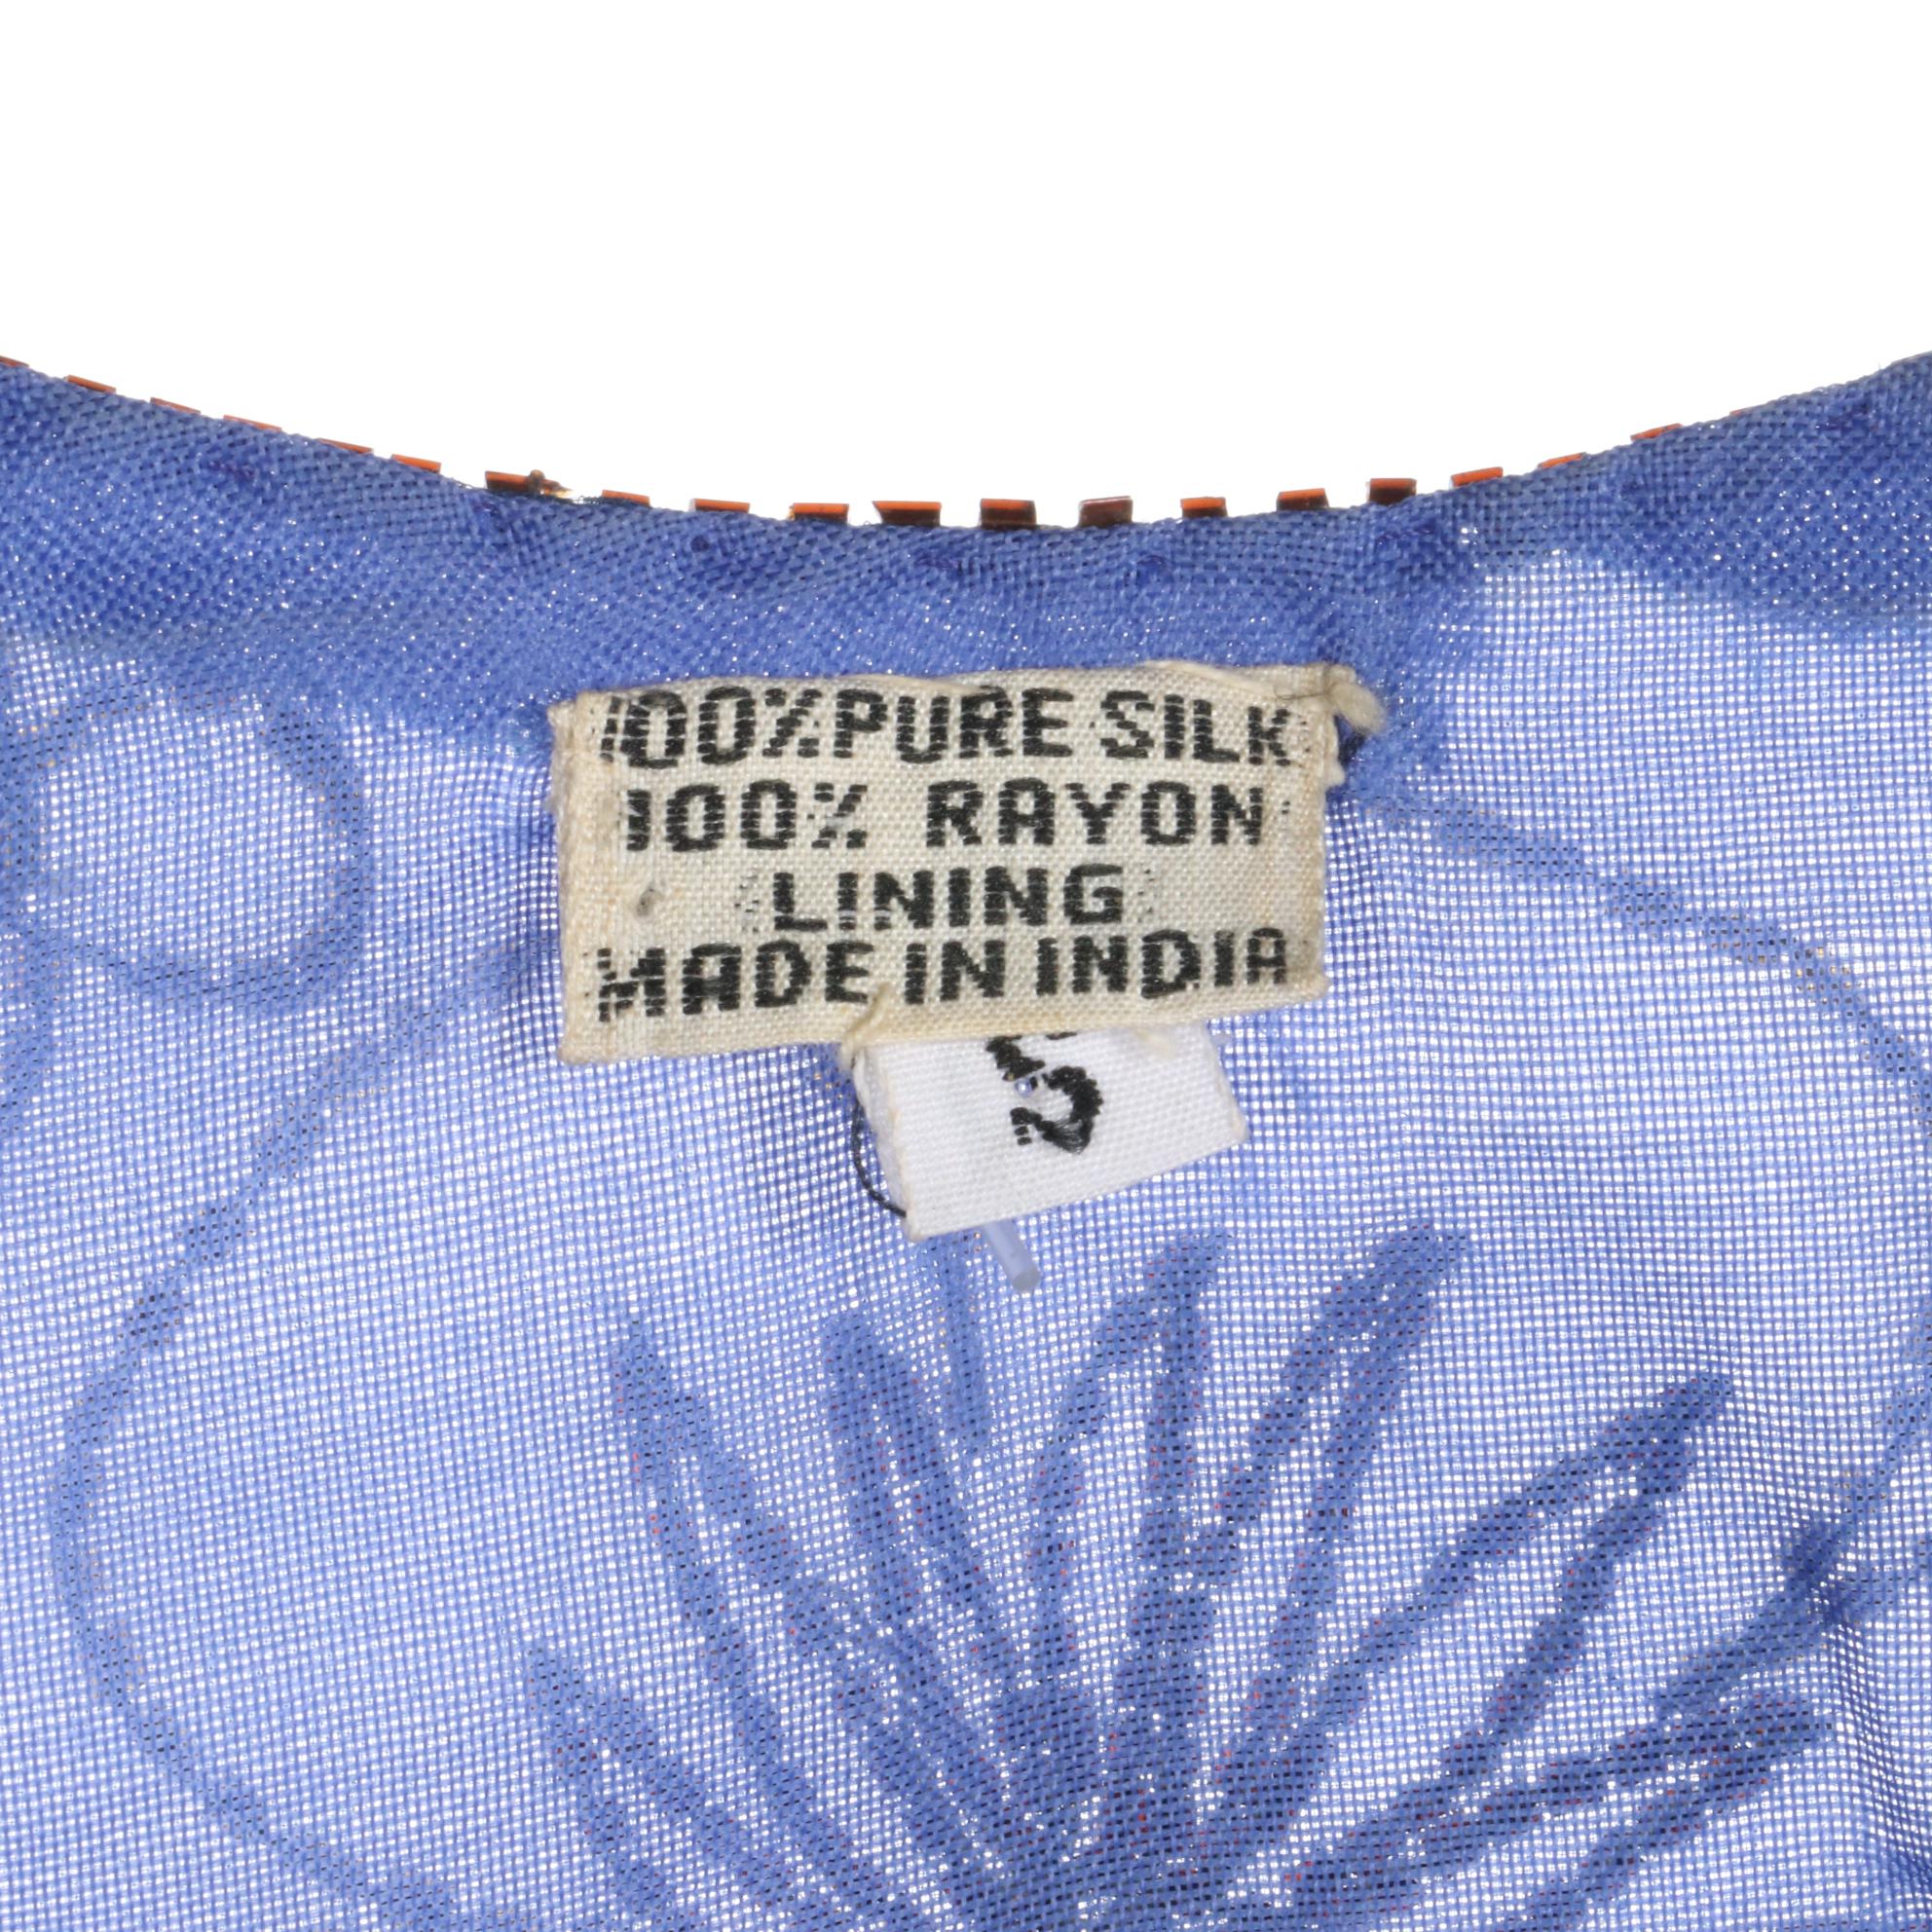 100% PURE SILK
100% RAYON
LINING
MADE IN INDIA